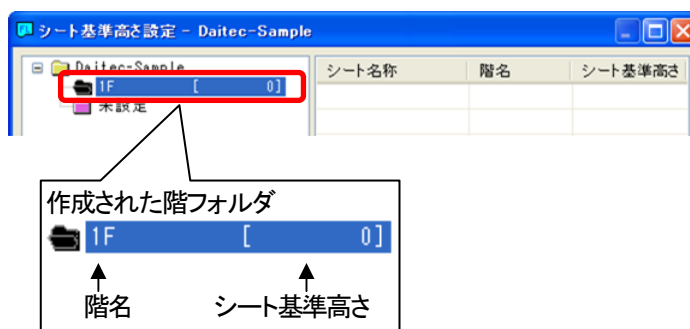 シート基準高さ設定 - Daitec-Sample
Daitec-Sample
シート名称 階名 シート基準高さ
1F [ 0]
未設定
作成された階フォルダ
1F [ 0]
階名 シート基準高さ